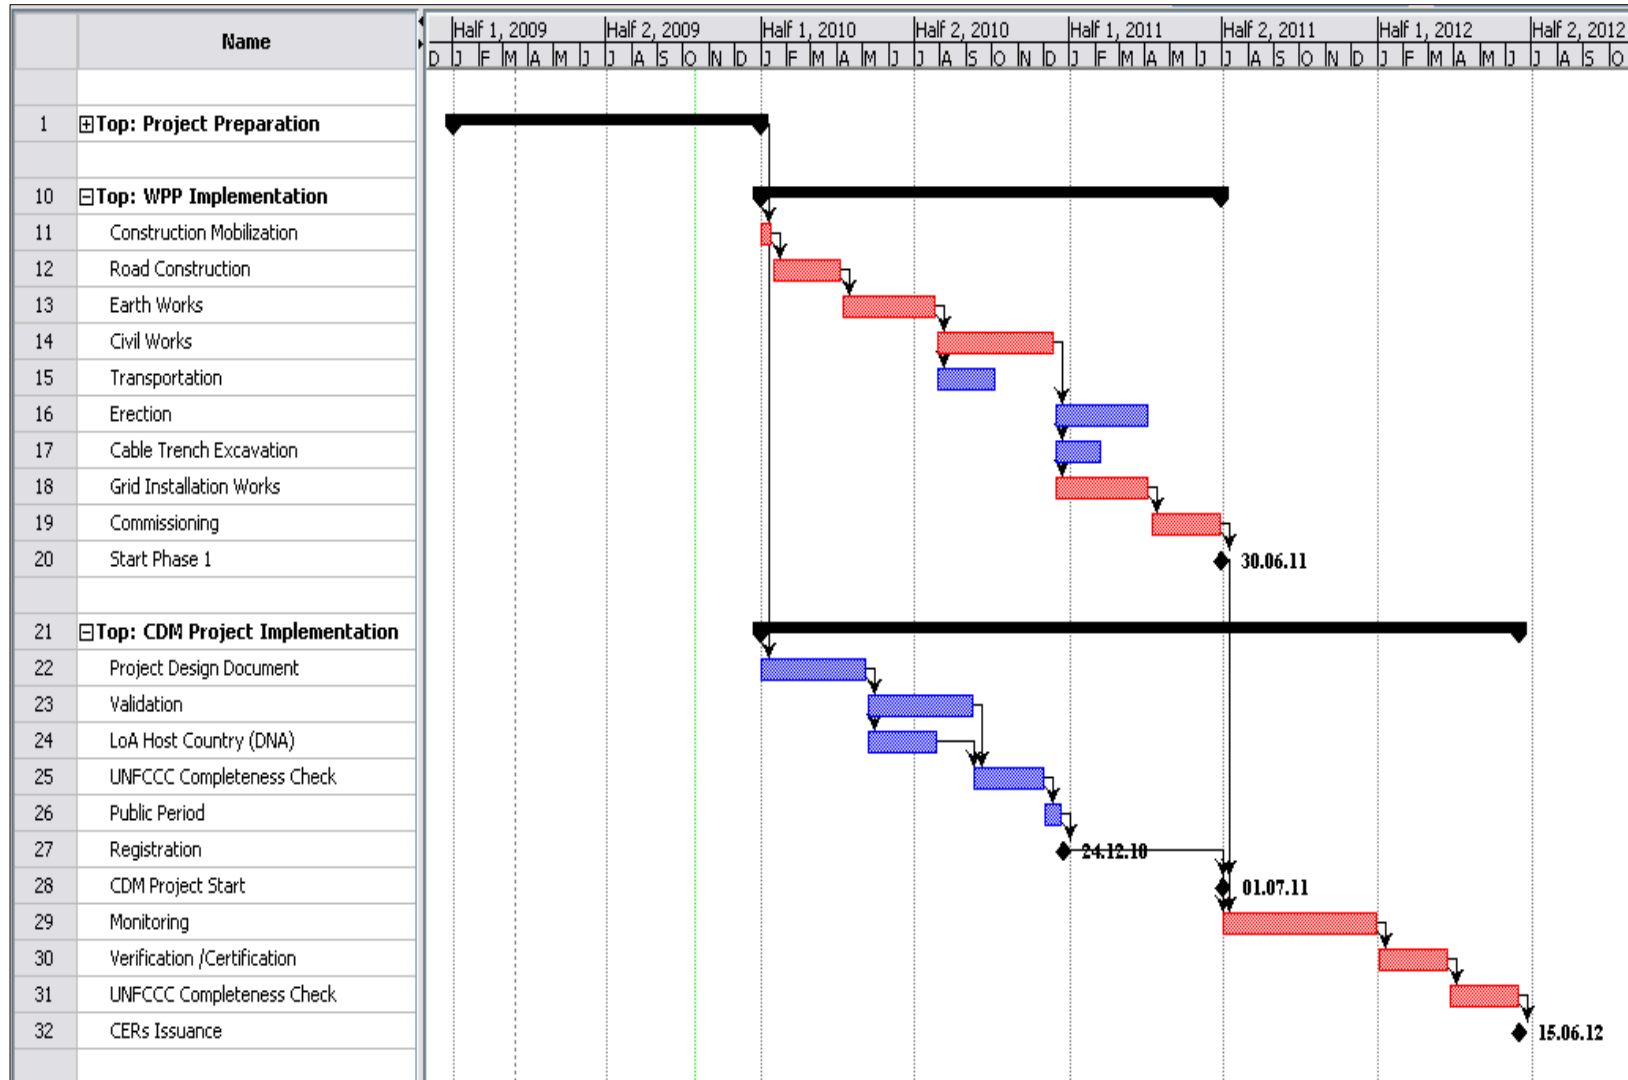 Name
Half 1, 2009 Half 2, 2009 Half 1, 2010 Half 2, 2010 Half 1, 2011 Half 2, 2011 Half 1, 2012 Half 2, 2012
D J F M A M J J A S O N D J F M A M J J A S O N D J F M A M J J A S O N D J F M A M J J A S O
1 Top: Project Preparation
10 Top: WPP Implementation
11 Construction Mobilization
12 Road Construction
13 Earth Works
14 Civil Works
15 Transportation
16 Erection
17 Cable Trench Excavation
18 Grid Installation Works
19 Commissioning
20 Start Phase 1 30.06.11
21 Top: CDM Project Implementation
22 Project Design Document
23 Validation
24 LoA Host Country (DNA)
25 UNFCCC Completeness Check
26 Public Period
27 Registration 24.12.10
28 CDM Project Start 01.07.11
29 Monitoring
30 Verification /Certification
31 UNFCCC Completeness Check
32 CERs Issuance 15.06.12